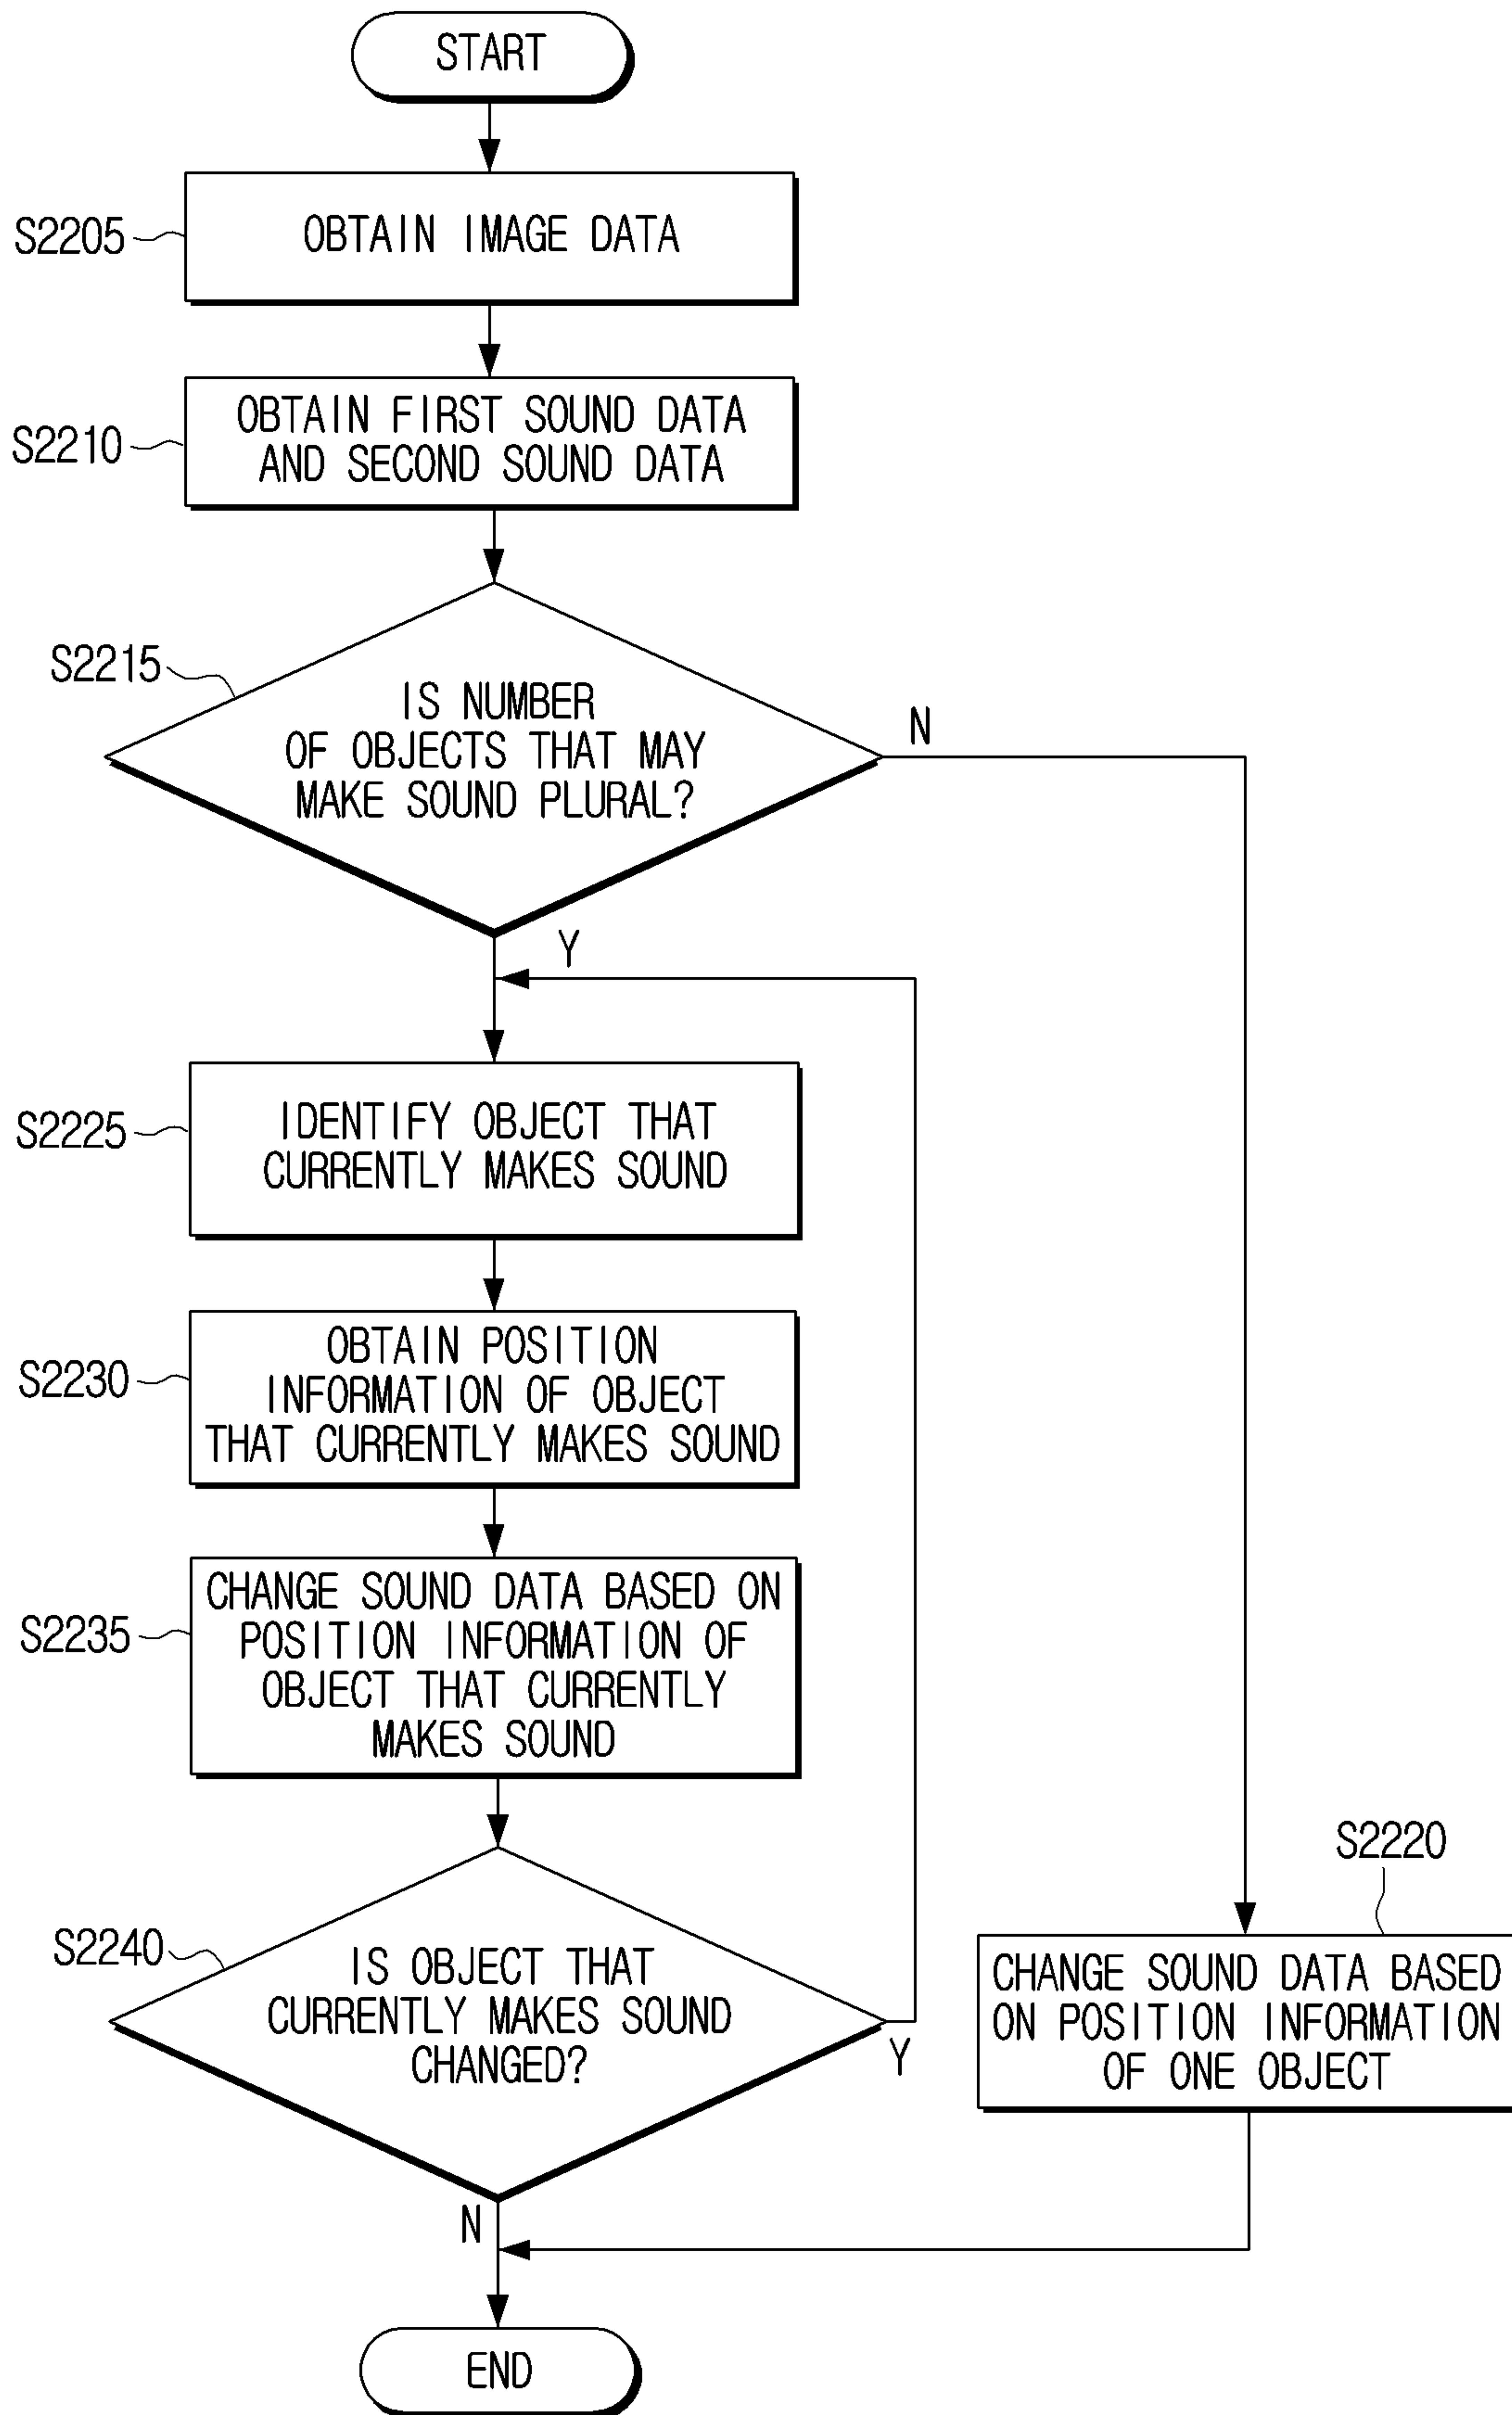 START
S2205
OBTAIN IMAGE DATA
S2210
OBTAIN FIRST SOUND DATA
AND SECOND SOUND DATA
S2215
IS NUMBER
OF OBJECTS THAT MAY
MAKE SOUND PLURAL?
N
Y
S2225
IDENTIFY OBJECT THAT
CURRENTLY MAKES SOUND
S2230
OBTAIN POSITION
INFORMATION OF OBJECT
THAT CURRENTLY MAKES SOUND
S2235
CHANGE SOUND DATA BASED ON
POSITION INFORMATION OF
OBJECT THAT CURRENTLY
MAKES SOUND
S2240
IS OBJECT THAT
CURRENTLY MAKES SOUND
CHANGED?
Y
N
S2220
CHANGE SOUND DATA BASED
ON POSITION INFORMATION
OF ONE OBJECT
END